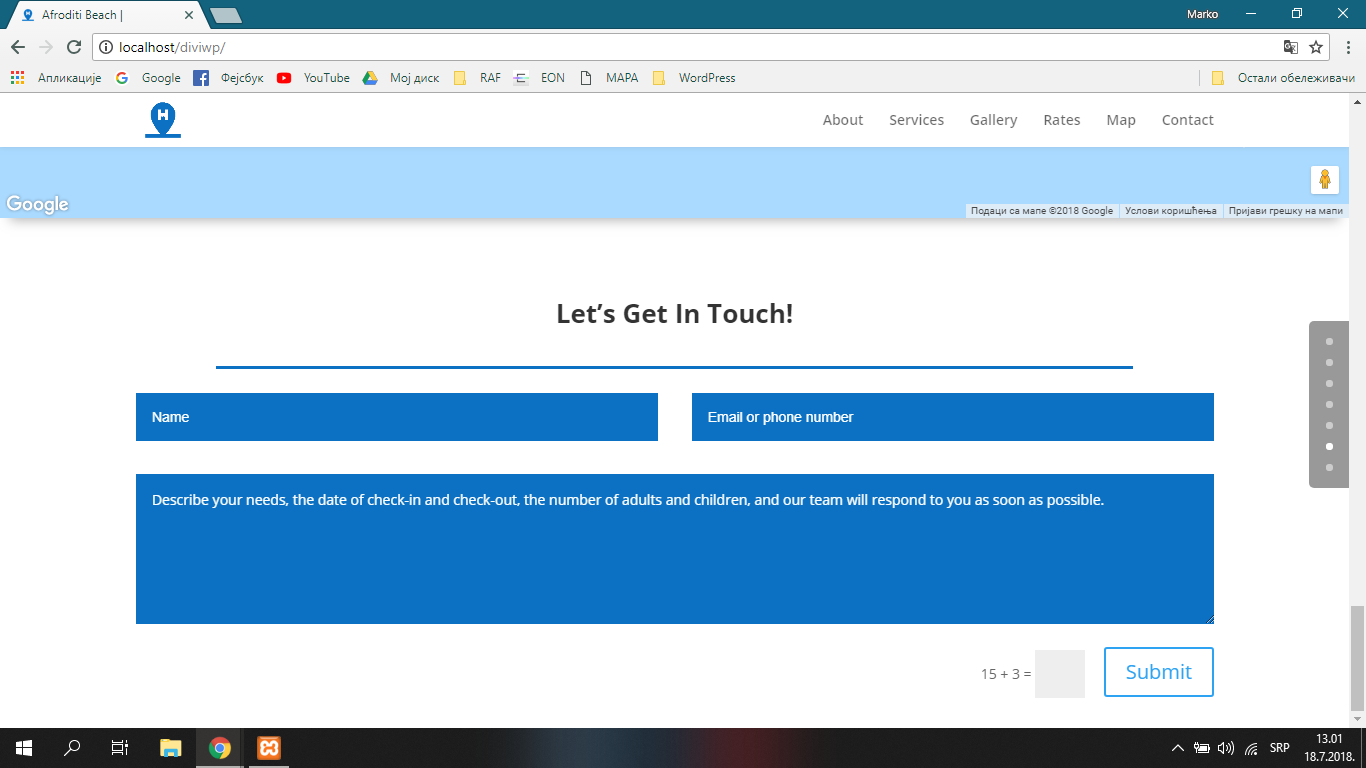 Afroditi Beach |
Marko
localhost/diviwp/
Апликације Google Фејсбук YouTube Мој диск RAF EON MAPA WordPress Остали обележивачи
H
About Services Gallery Rates Map Contact
Google
Подаци са мапе ©2018 Google Услови коришћења Пријави грешку на мапи
Let’s Get In Touch!
Name Email or phone number
Describe your needs, the date of check-in and check-out, the number of adults and children, and our team will respond to you as soon as possible.
15 + 3 = Submit
SRP
13.01
18.7.2018.